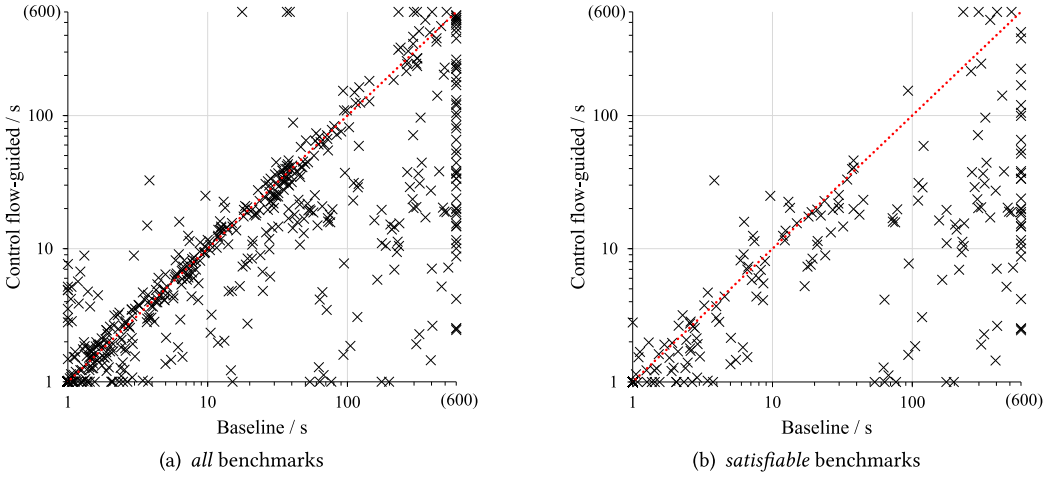 (600)
100
10
1
Control flow-guided / s
1
10
100
(600)
Baseline / s
(a) all benchmarks
(600)
100
10
1
Control flow-guided / s
1
10
100
(600)
Baseline / s
(b) satisfiable benchmarks